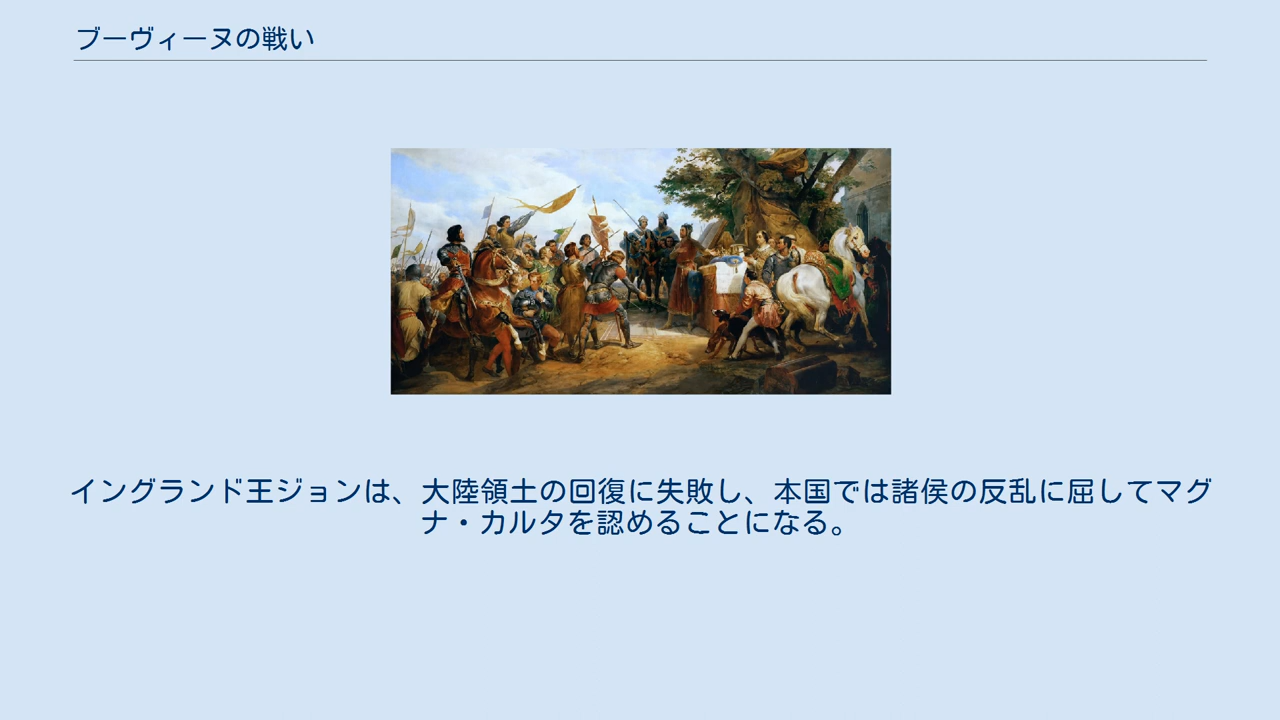 ブーヴィーヌの戦い
イングランド王ジョンは、大陸領土の回復に失敗し、本国では諸侯の反乱に屈してマグ
ナ・カルタを認めることになる。